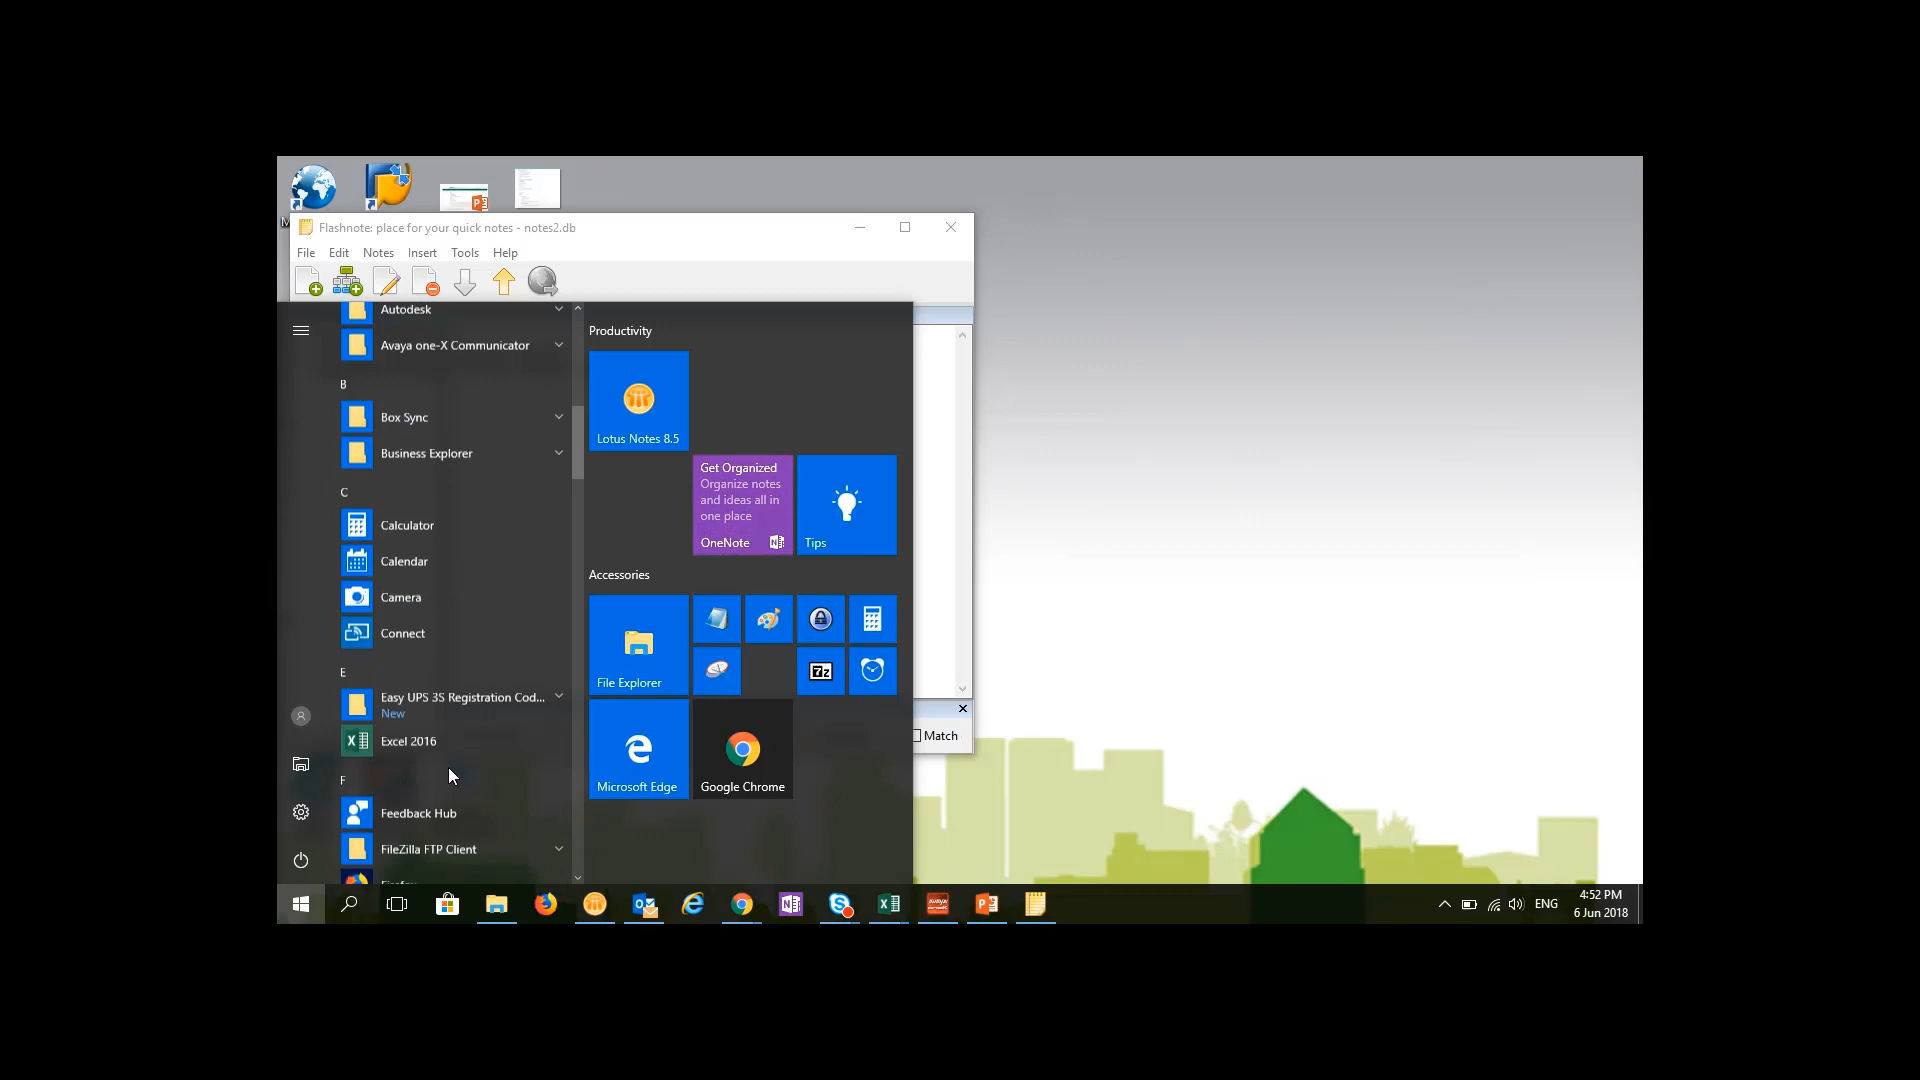 Flashnote: place for your quick notes - notes2.db
File Edit Notes Insert Tools Help
Autodesk
Avaya one-X Communicator
B
Box Sync
Business Explorer
C
Calculator
Calendar
Camera
Connect
E
Easy UPS 3S Registration Cod...
New
Excel 2016
F
Feedback Hub
FileZilla FTP Client
Productivity
Lotus Notes 8.5
Get Organized
Organize notes
and ideas all in
one place
OneNote
Tips
Accessories
File Explorer
7z
Microsoft Edge
Google Chrome
Match
ENG
4:52 PM
6 Jun 2018